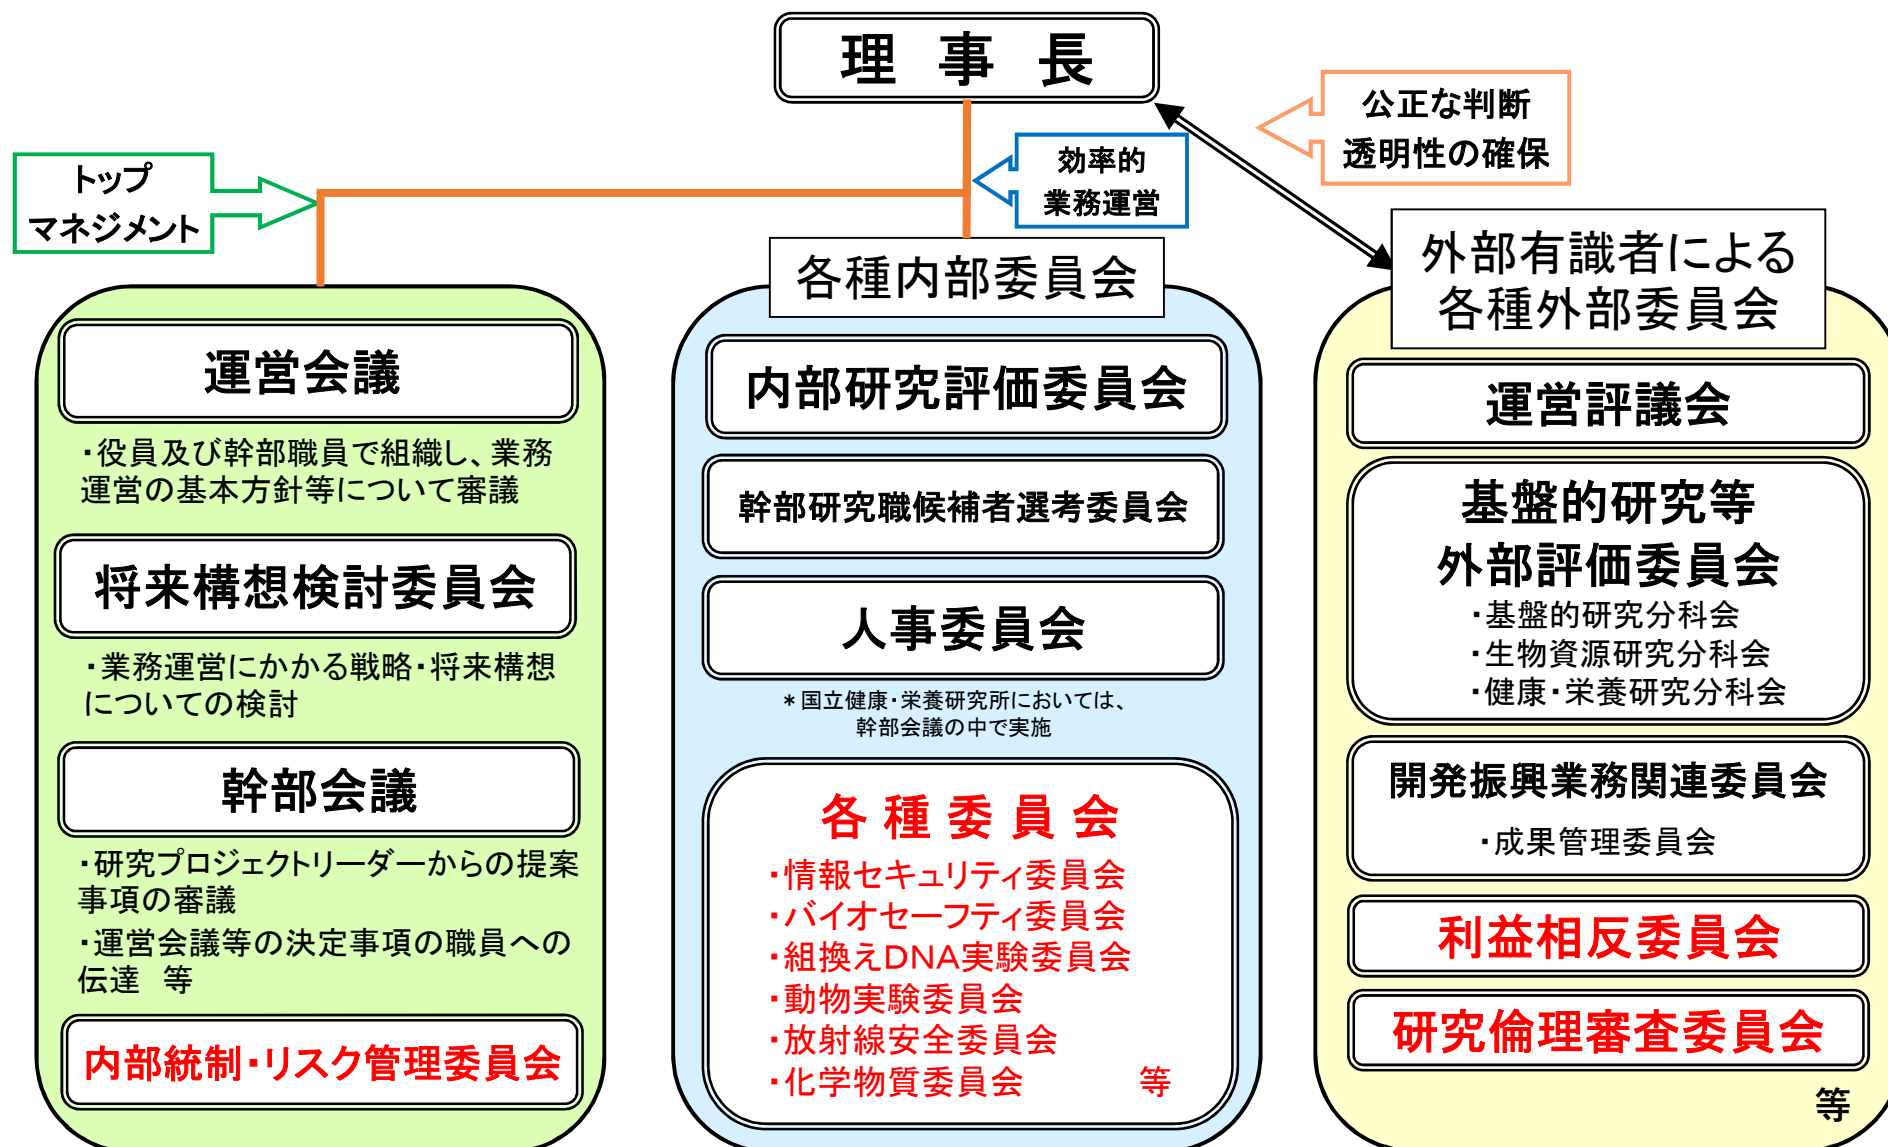 理事長
公正な判断
透明性の確保
効率的
業務運営
トップ
マネジメント
運営会議
・役員及び幹部職員で組織し、業務
運営の基本方針等について審議
将来構想検討委員会
・業務運営にかかる戦略・将来構想
についての検討
幹部会議
・研究プロジェクトリーダーからの提案
事項の審議
・運営会議等の決定事項の職員への
伝達　等
内部統制・リスク管理委員会
各種内部委員会
内部研究評価委員会
幹部研究職候補者選考委員会
人事委員会
＊国立健康・栄養研究所においては、
幹部会議の中で実施
各種委員会
・情報セキュリティ委員会
・バイオセーフティ委員会
・組換えDNA実験委員会
・動物実験委員会
・放射線安全委員会
・化学物質委員会　　　等
外部有識者による
各種外部委員会
運営評議会
基盤的研究等
外部評価委員会
・基盤的研究分科会
・生物資源研究分科会
・健康・栄養研究分科会
開発振興業務関連委員会
・成果管理委員会
利益相反委員会
研究倫理審査委員会
等